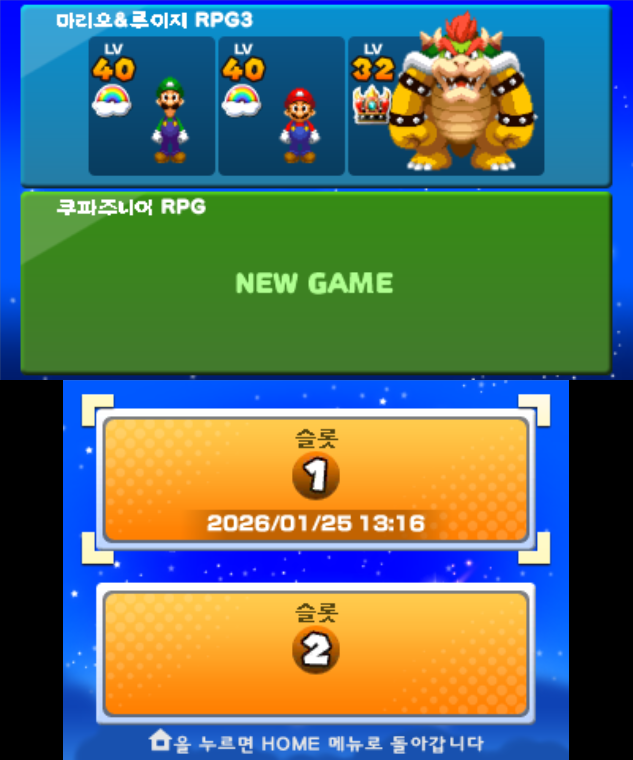 마리오&루이지 RPG3
LV LV LV
40 40 32
쿠파주니어 RPG
NEW GAME
슬롯
1
2026/01/25 13:16
슬롯
2
을 누르면 HOME 메뉴로 돌아갑니다